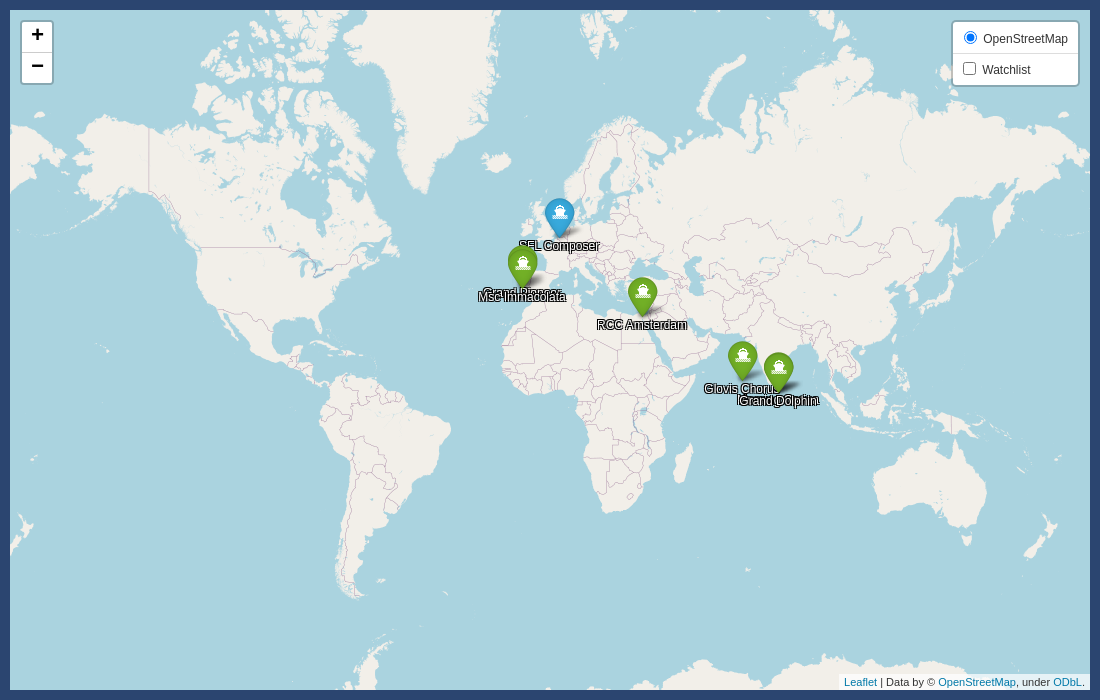 +
−
OpenStreetMap
Watchlist
SFL Composer
Grand Pioneer
Msc Immacolata
RCC Amsterdam
Glovis Chorus
Grand Dolphin
Leaflet | Data by © OpenStreetMap, under ODbL.